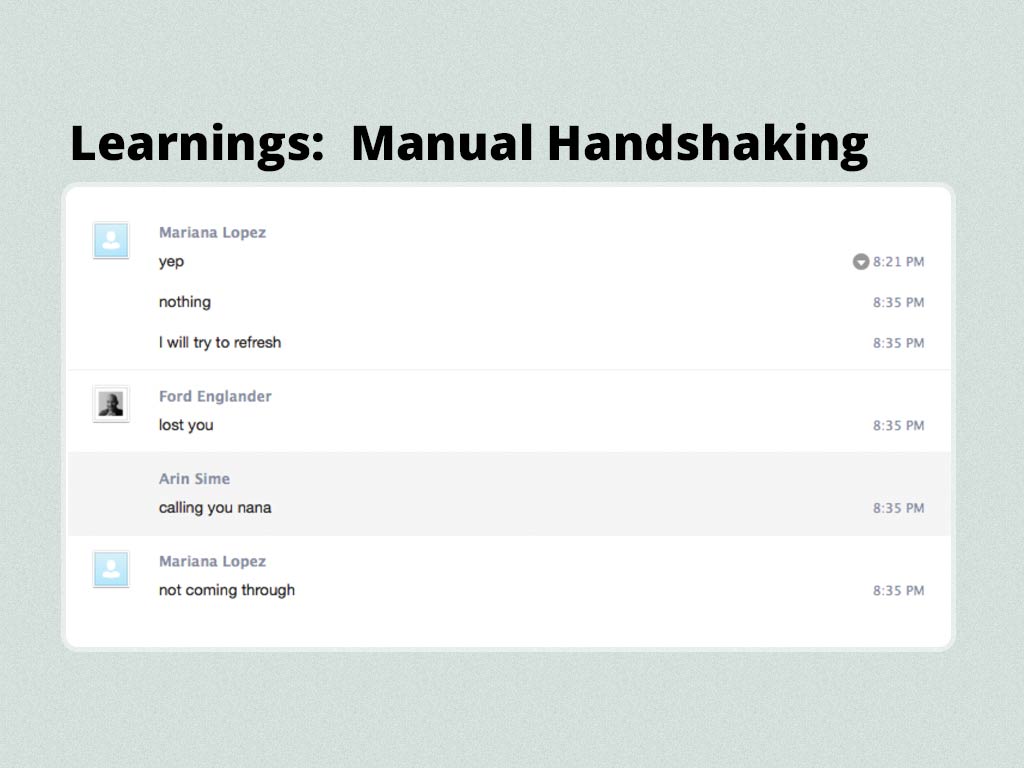 Learnings:  Manual Handshaking
Mariana Lopez
yep 8:21 PM
nothing 8:35 PM
I will try to refresh 8:35 PM
Ford Englander
lost you 8:35 PM
Arin Sime
calling you nana 8:35 PM
Mariana Lopez
not coming through 8:35 PM